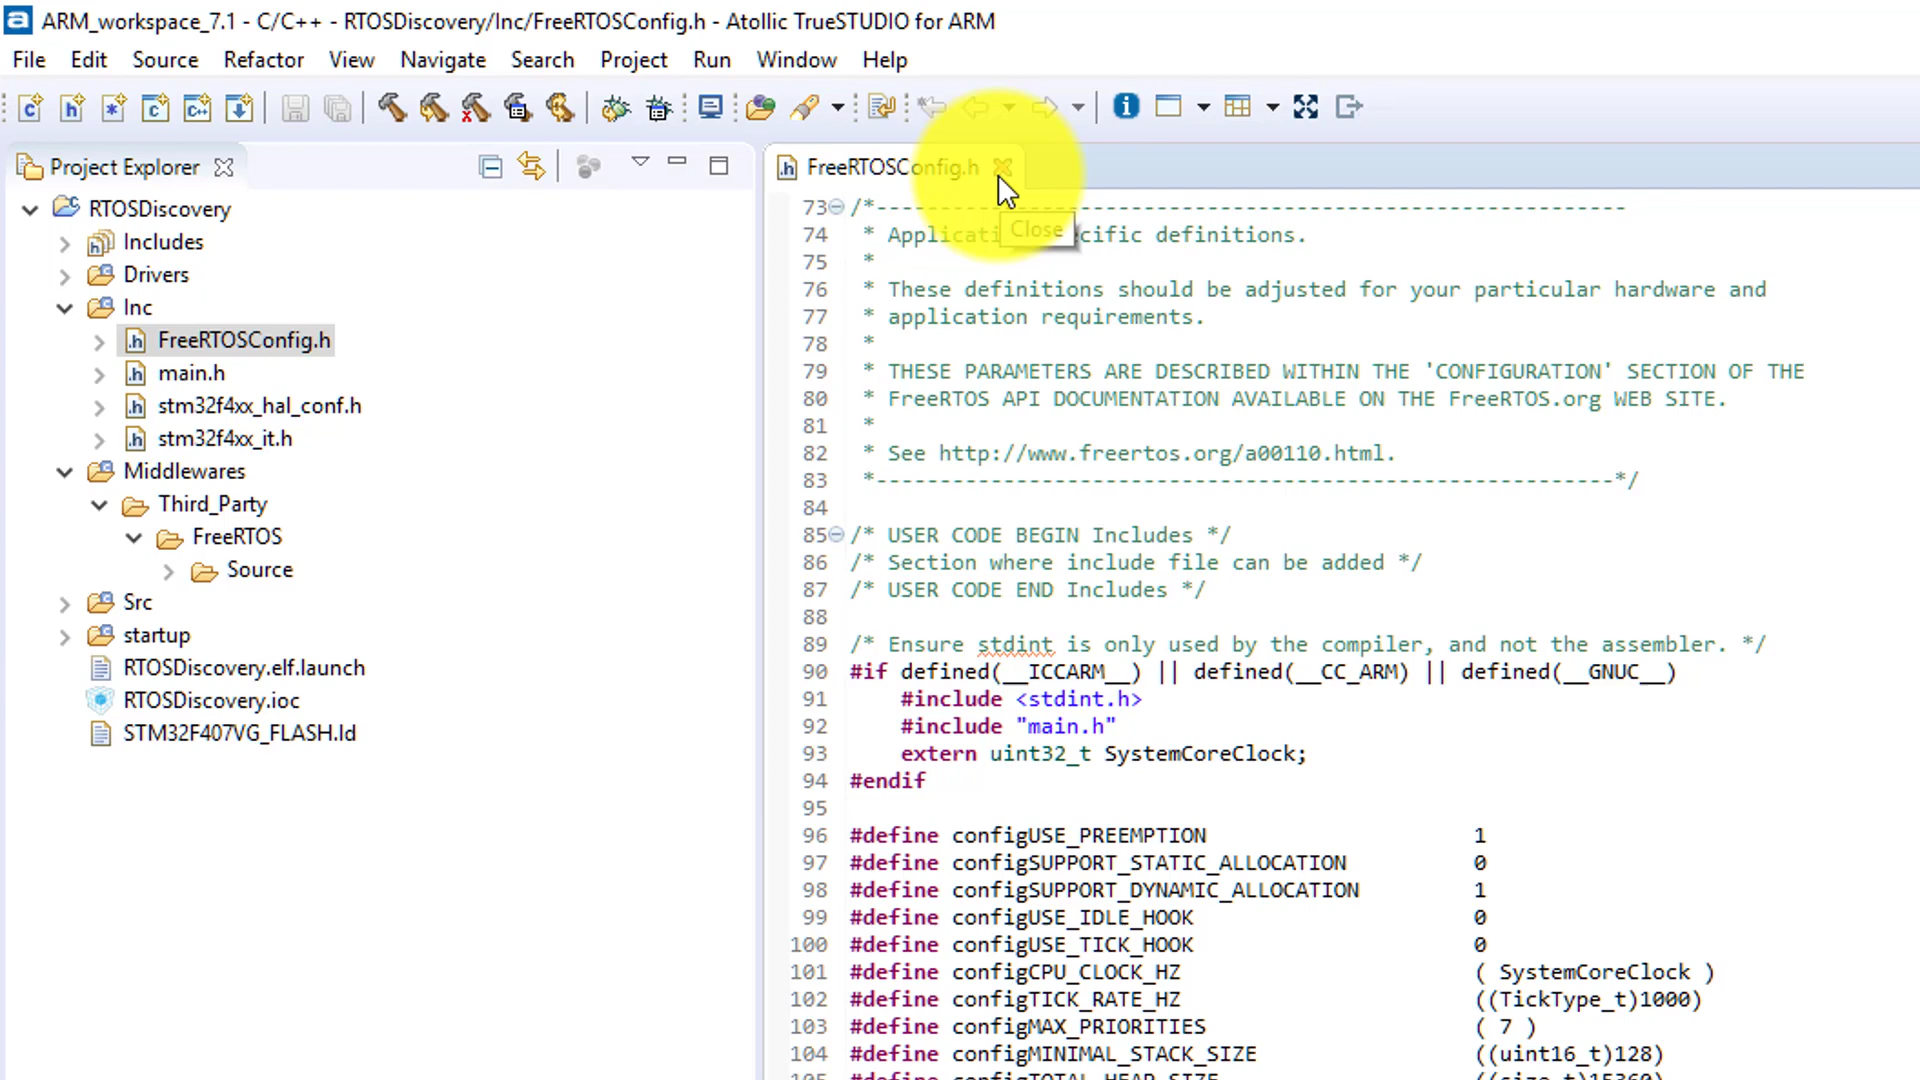 ARM_workspace_7.1 - C/C++ - RTOSDiscovery/Inc/FreeRTOSConfig.h - Atollic TrueSTUDIO for ARM
File Edit Source Refactor View Navigate Search Project Run Window Help
Project Explorer
RTOSDiscovery
Includes
Drivers
Inc
FreeRTOSConfig.h
main.h
stm32f4xx_hal_conf.h
stm32f4xx_it.h
Middlewares
Third_Party
FreeRTOS
Source
Src
startup
RTOSDiscovery.elf.launch
RTOSDiscovery.ioc
STM32F407VG_FLASH.ld
FreeRTOSConfig.h
Close
73 /*-----------------------------------------------------------
74 * Applicati cific definitions.
75 *
76 * These definitions should be adjusted for your particular hardware and
77 * application requirements.
78 *
79 * THESE PARAMETERS ARE DESCRIBED WITHIN THE 'CONFIGURATION' SECTION OF THE
80 * FreeRTOS API DOCUMENTATION AVAILABLE ON THE FreeRTOS.org WEB SITE.
81 *
82 * See http://www.freertos.org/a00110.html.
83 *----------------------------------------------------------*/
84
85 /* USER CODE BEGIN Includes */
86 /* Section where include file can be added */
87 /* USER CODE END Includes */
88
89 /* Ensure stdint is only used by the compiler, and not the assembler. */
90 #if defined(__ICCARM__) || defined(__CC_ARM) || defined(__GNUC__)
91 #include <stdint.h>
92 #include "main.h"
93 extern uint32_t SystemCoreClock;
94 #endif
95
96 #define configUSE_PREEMPTION 1
97 #define configSUPPORT_STATIC_ALLOCATION 0
98 #define configSUPPORT_DYNAMIC_ALLOCATION 1
99 #define configUSE_IDLE_HOOK 0
100 #define configUSE_TICK_HOOK 0
101 #define configCPU_CLOCK_HZ ( SystemCoreClock )
102 #define configTICK_RATE_HZ ((TickType_t)1000)
103 #define configMAX_PRIORITIES ( 7 )
104 #define configMINIMAL_STACK_SIZE ((uint16_t)128)
105 #define configTOTAL_HEAP_SIZE ((size_t)15360)